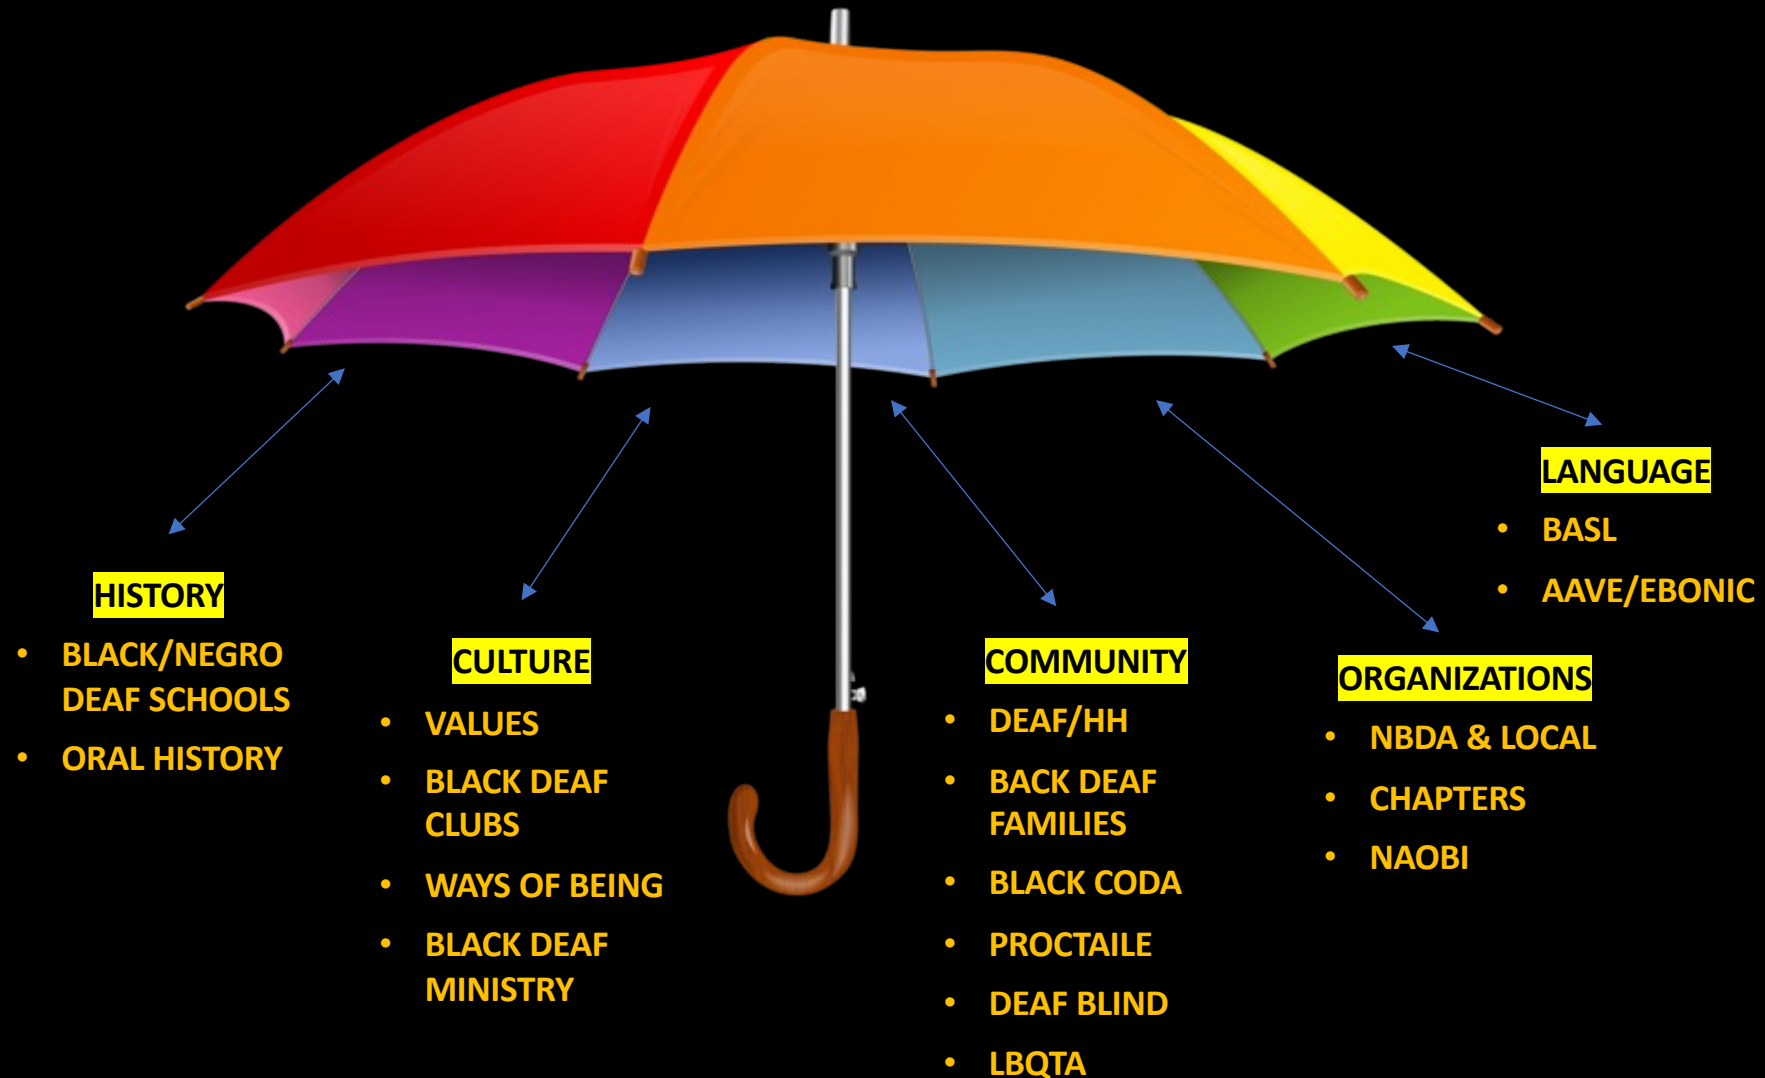 HISTORY
• BLACK/NEGRO
DEAF SCHOOLS
• ORAL HISTORY
CULTURE
• VALUES
• BLACK DEAF
CLUBS
• WAYS OF BEING
• BLACK DEAF
MINISTRY
COMMUNITY
• DEAF/HH
• BACK DEAF
FAMILIES
• BLACK CODA
• PROCTAILE
• DEAF BLIND
• LBQTA
ORGANIZATIONS
• NBDA & LOCAL
• CHAPTERS
• NAOBI
LANGUAGE
• BASL
• AAVE/EBONIC